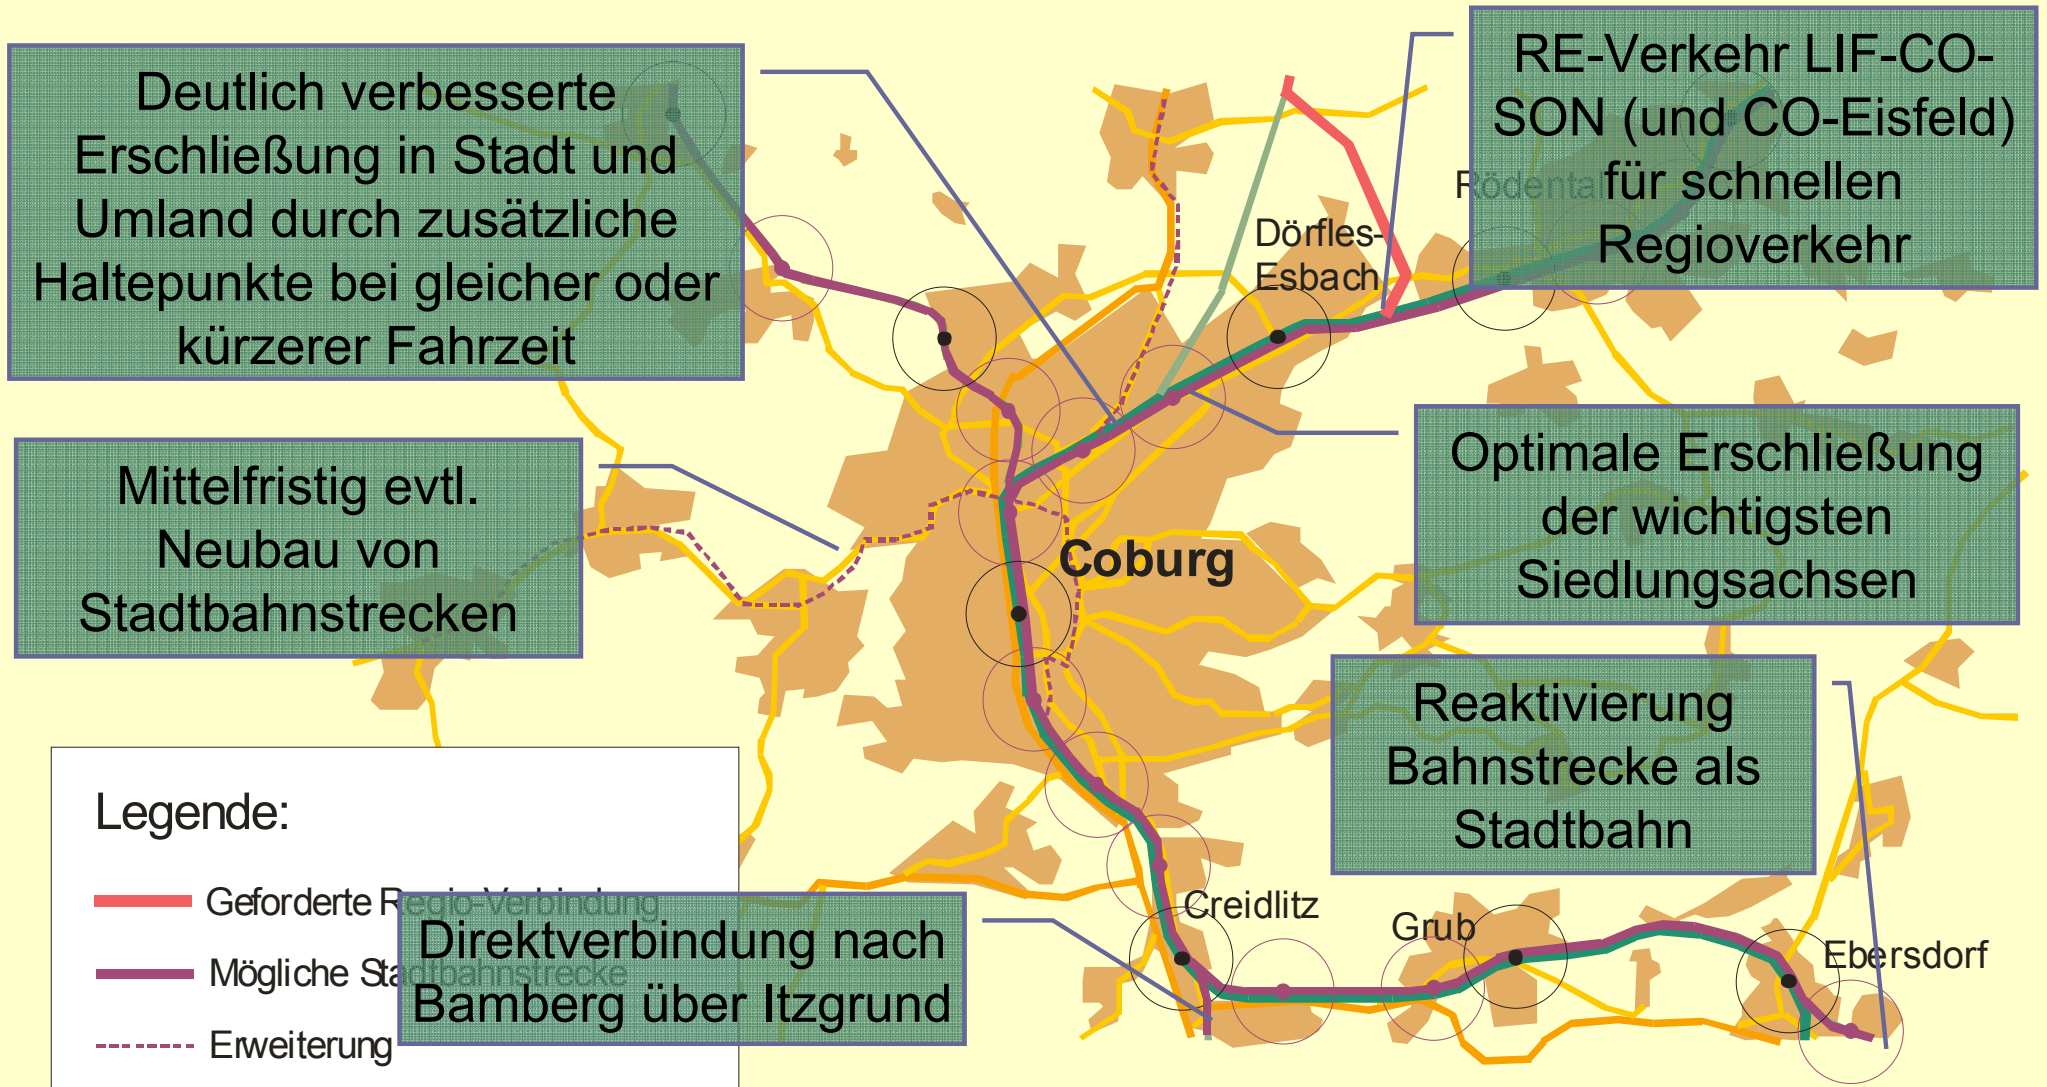 Deutlich verbesserte
Erschließung in Stadt und
Umland durch zusätzliche
Haltepunkte bei gleicher oder
kürzerer Fahrzeit
RE-Verkehr LIF-CO-
SON (und CO-Eisfeld)
für schnellen
Regioverkehr
Rödental
Dörfles-
Esbach
Mittelfristig evtl.
Neubau von
Stadtbahnstrecken
Optimale Erschließung
der wichtigsten
Siedlungsachsen
Coburg
Reaktivierung
Bahnstrecke als
Stadtbahn
Legende:
Geforderte Regio-Verbindung
Mögliche Stadtbahnstrecke
Erweiterung
Direktverbindung nach
Bamberg über Itzgrund
Creidlitz
Grub
Ebersdorf